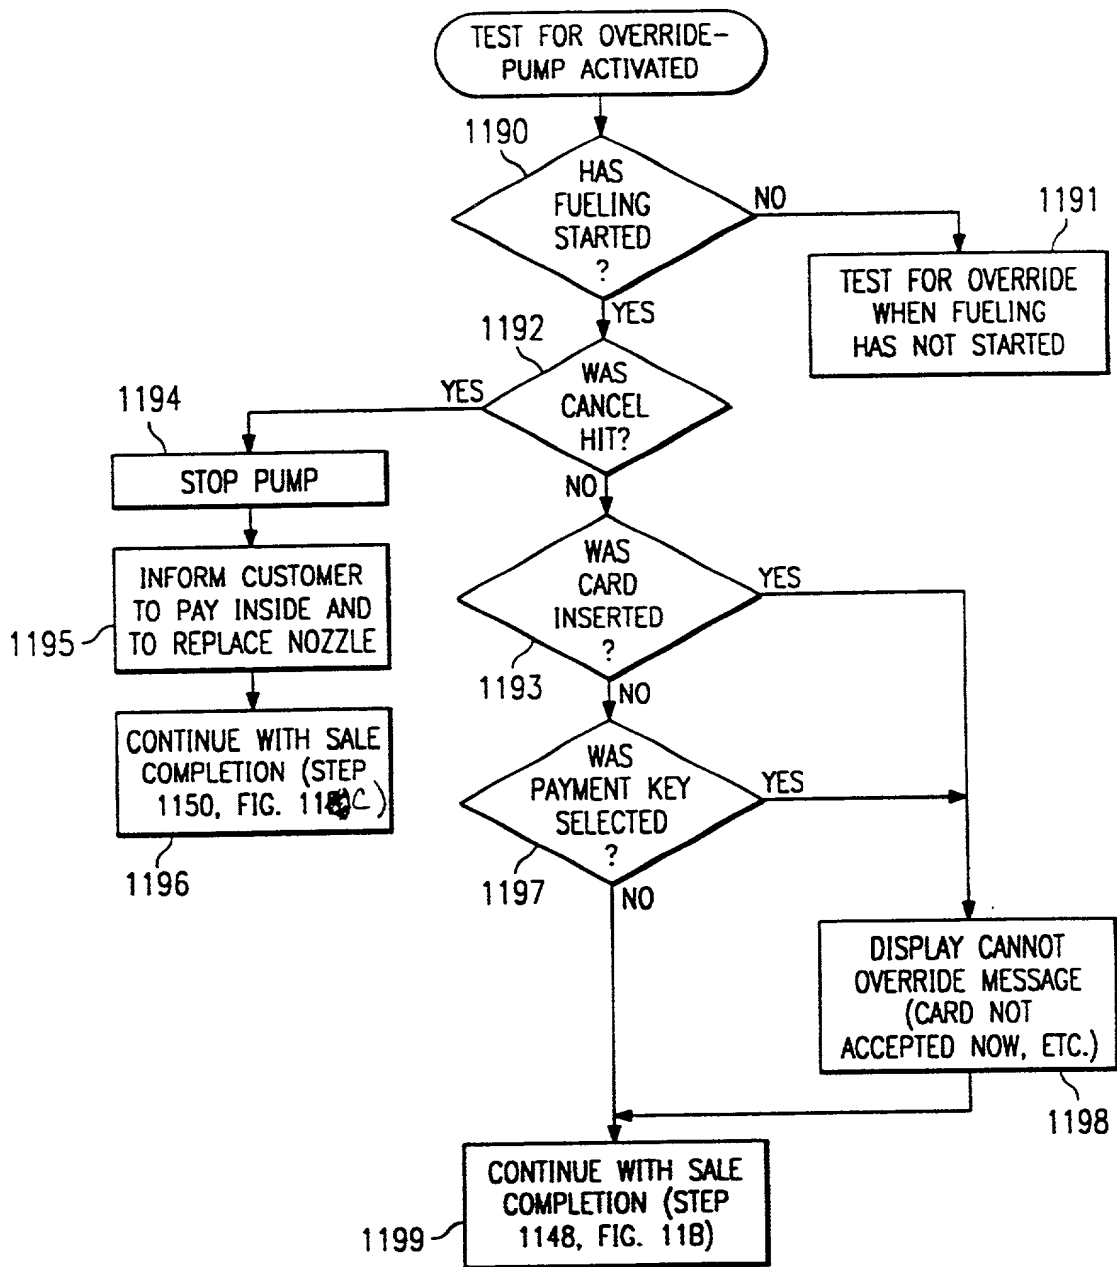 TEST FOR OVERRIDE-
PUMP ACTIVATED
1190
HAS
FUELING
STARTED
?
NO
1191
TEST FOR OVERRIDE
WHEN FUELING
HAS NOT STARTED
YES
1192
WAS
CANCEL
HIT?
YES
1194
STOP PUMP
NO
INFORM CUSTOMER
TO PAY INSIDE AND
TO REPLACE NOZZLE
1195
WAS
CARD
INSERTED
?
YES
1193
NO
CONTINUE WITH SALE
COMPLETION (STEP
1150, FIG. 11C)
1196
WAS
PAYMENT KEY
SELECTED
?
YES
1197
NO
DISPLAY CANNOT
OVERRIDE MESSAGE
(CARD NOT
ACCEPTED NOW, ETC.)
1198
CONTINUE WITH SALE
COMPLETION (STEP
1148, FIG. 11B)
1199